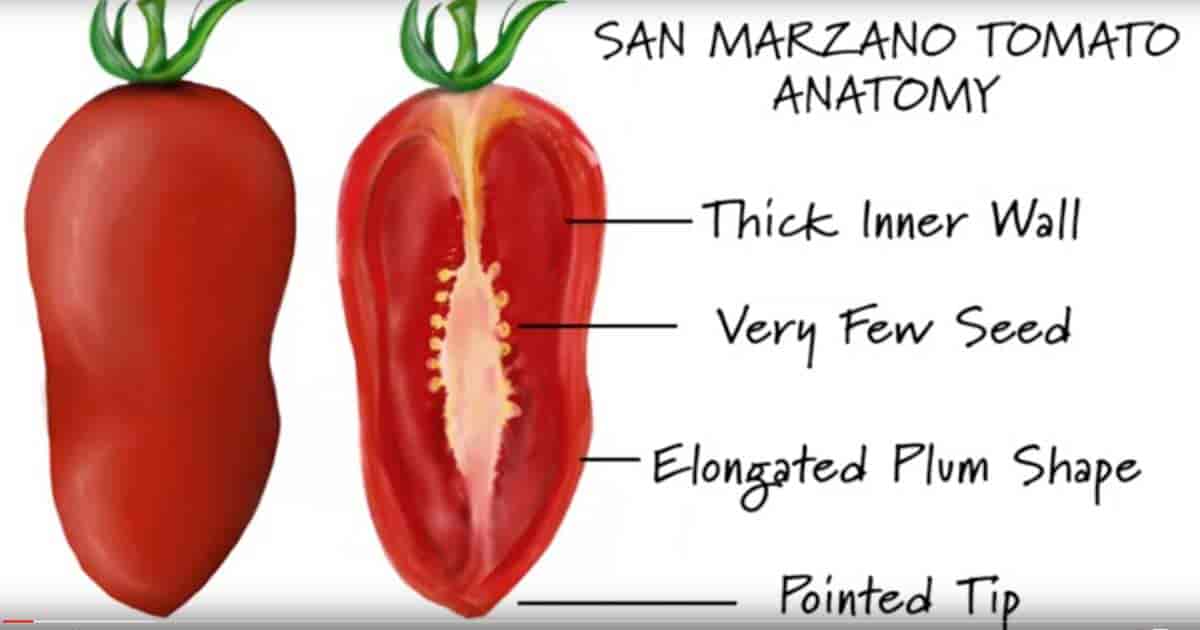 SAN MARZANO TOMATO
ANATOMY
Thick Inner Wall
Very Few Seed
Elongated Plum Shape
Pointed Tip